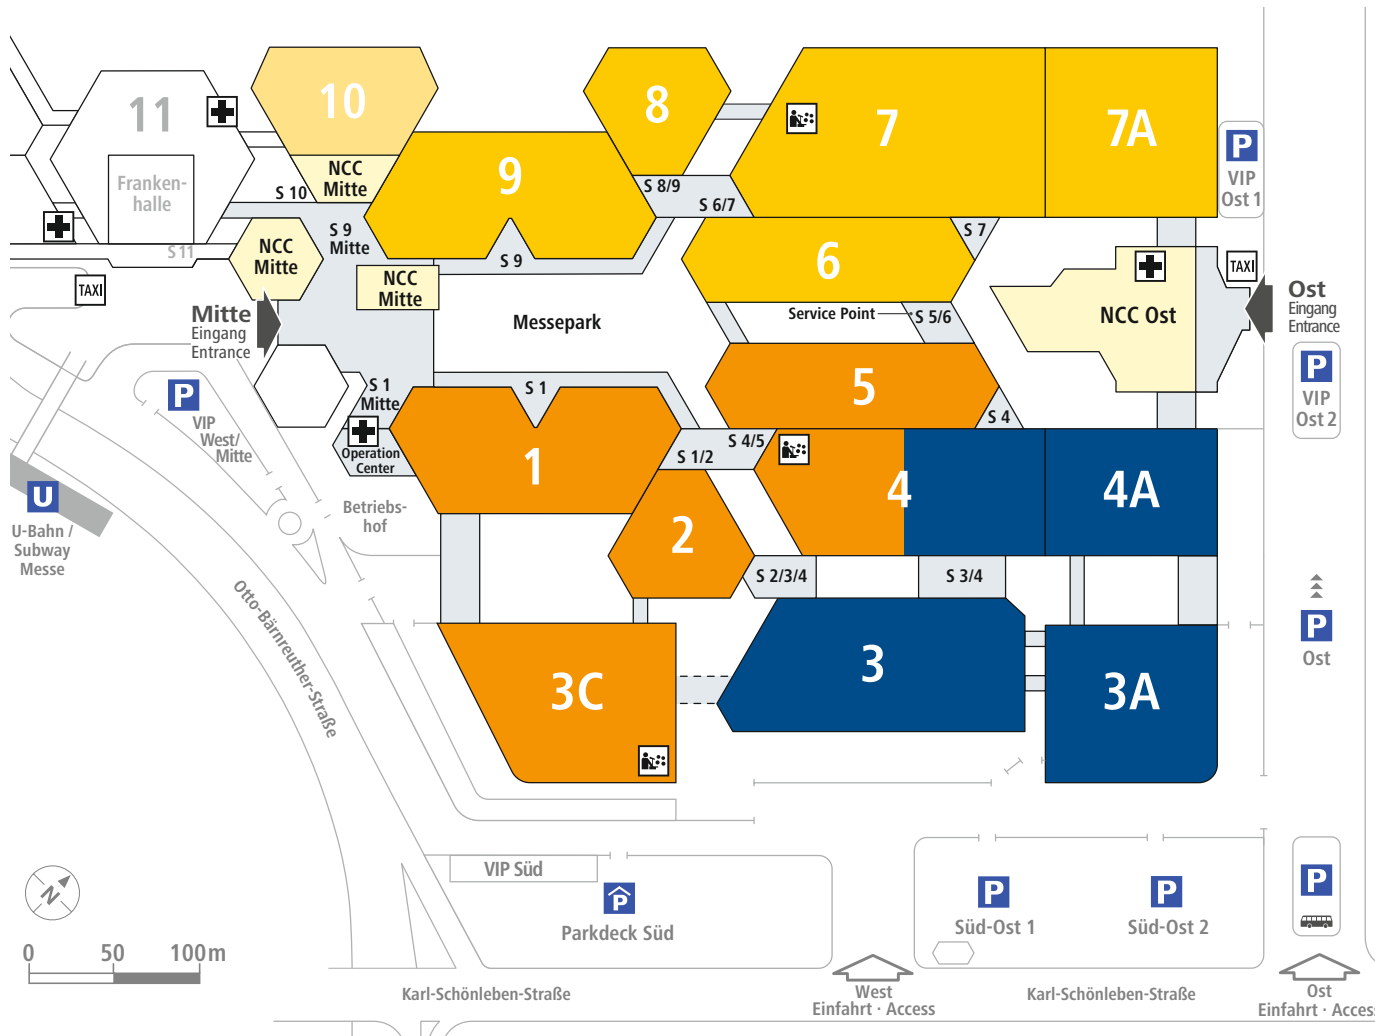 11
Franken-
halle
10
NCC
Mitte
S 10
9
8
7
7A
P
VIP
Ost 1
S 8/9
S 6/7
S 11
NCC
Mitte
S 9
Mitte
S 9
6
S 7
TAXI
NCC
Mitte
Mitte
Eingang
Entrance
Messepark
Service Point
S 5/6
NCC Ost
TAXI
Ost
Eingang
Entrance
P
VIP
Ost 2
P
VIP
West/
Mitte
S 1
Mitte
S 1
5
S 4
Operation
Center
1
S 4/5
S 1/2
4
4A
U
U-Bahn /
Subway
Messe
Betriebs-
hof
2
S 2/3/4
S 3/4
Otto-Bärnreuther-Straße
3C
3
3A
P
Ost
VIP Süd
P
Parkdeck Süd
P
Süd-Ost 1
P
Süd-Ost 2
P
N
0 50 100 m
Karl-Schönleben-Straße
West
Einfahrt · Access
Karl-Schönleben-Straße
Ost
Einfahrt · Access